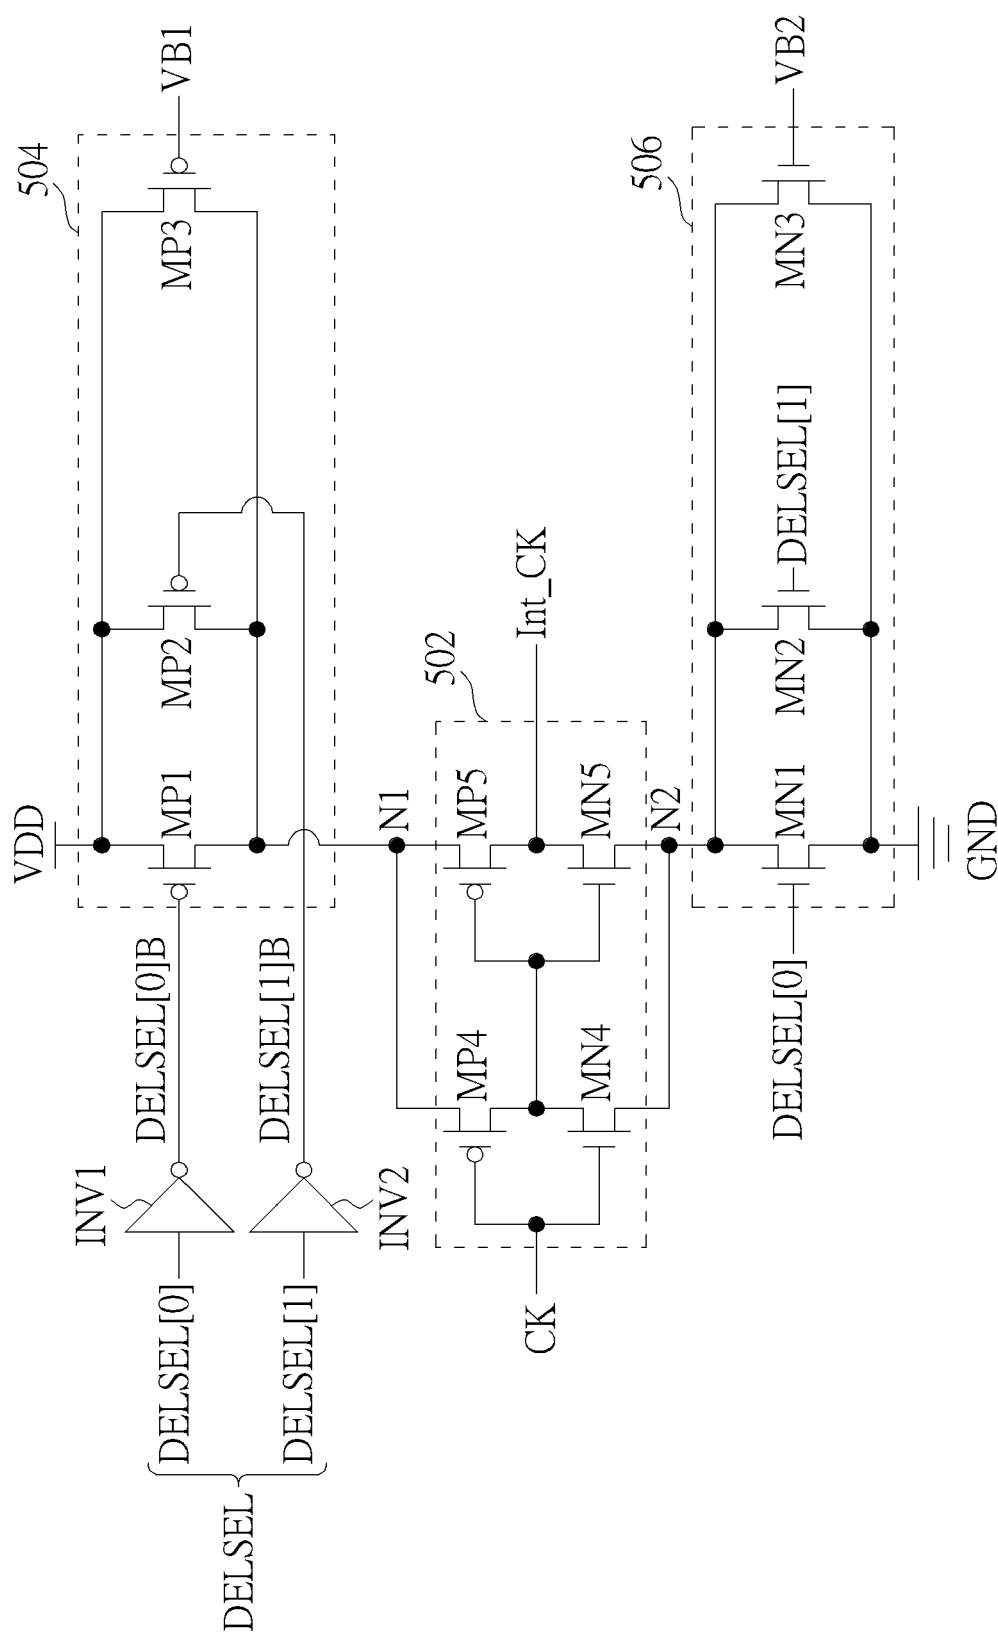 DELSEL
DELSEL[0]
DELSEL[1]
INV1
INV2
DELSEL[0]B
DELSEL[1]B
VDD
MP1
MP2
MP3
504
VB1
CK
MP4
MN4
MP5
MN5
N1
N2
502
Int_CK
DELSEL[0]
MN1
MN2
DELSEL[1]
MN3
506
VB2
GND